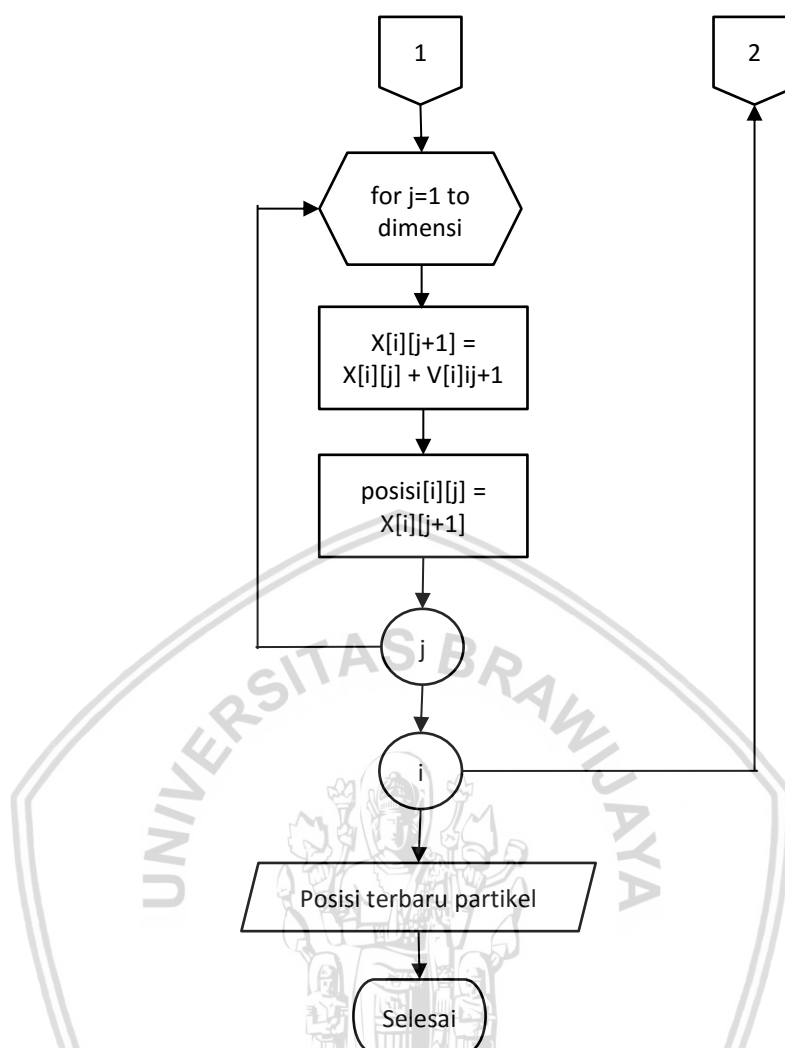 1
2
for j=1 to
dimensi
X[i][j+1] =
X[i][j] + V[i]ij+1
posisi[i][j] =
X[i][j+1]
j
i
Posisi terbaru partikel
Selesai
UNIVERSITAS BRAWIJAYA